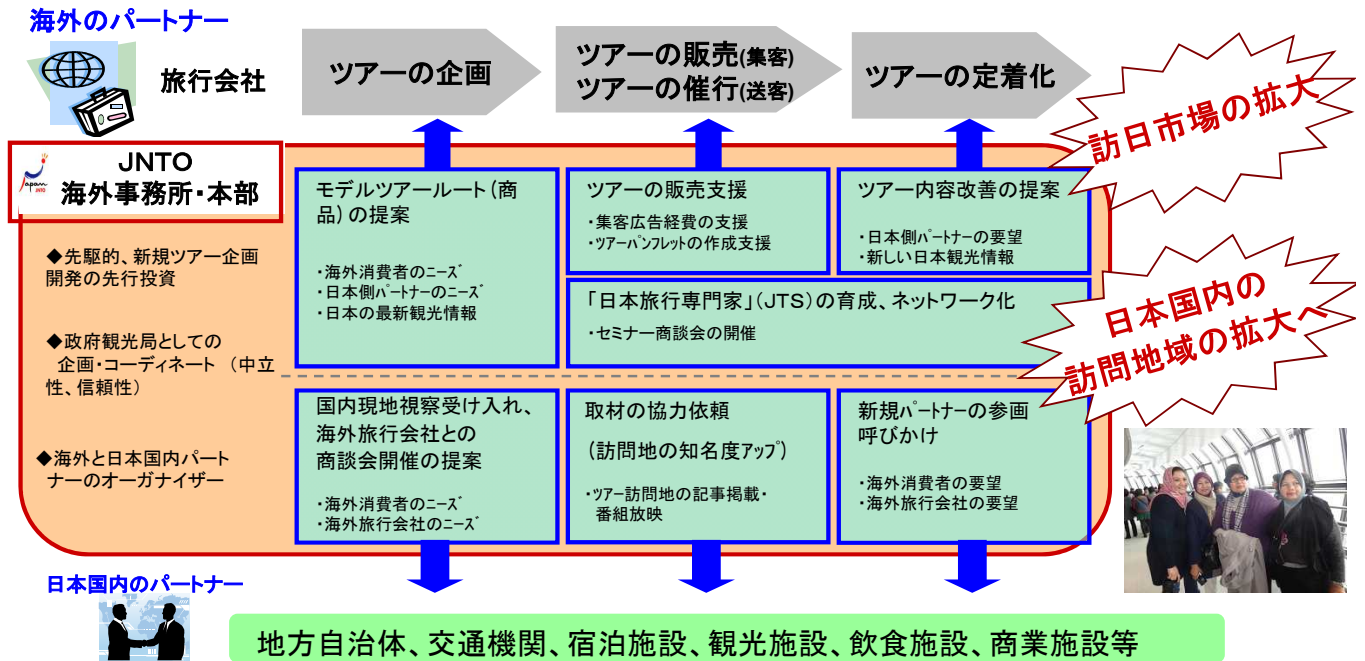 海外のパートナー
旅行会社
ツアーの企画
ツアーの販売(集客)
ツアーの催行(送客)
ツアーの定着化
訪日市場の拡大
Japan
JNTO
JNTO
海外事務所・本部
◆先駆的、新規ツアー企画
開発の先行投資
◆政府観光局としての
企画・コーディネート （中立
性、信頼性）
◆海外と日本国内パート
ナーのオーガナイザー
モデルツアールート（商
品）の提案
・海外消費者のニーズ
・日本側パートナーのニーズ
・日本の最新観光情報
ツアーの販売支援
・集客広告経費の支援
・ツアーパンフレットの作成支援
ツアー内容改善の提案
・日本側パートナーの要望
・新しい日本観光情報
「日本旅行専門家」（JTS）の育成、ネットワーク化
・セミナー商談会の開催
日本国内の
訪問地域の拡大へ
国内現地視察受け入れ、
海外旅行会社との
商談会開催の提案
・海外消費者のニーズ
・海外旅行会社のニーズ
取材の協力依頼
（訪問地の知名度アップ）
・ツアー訪問地の記事掲載・
番組放映
新規パートナーの参画
呼びかけ
・海外消費者の要望
・海外旅行会社の要望
日本国内のパートナー
地方自治体、交通機関、宿泊施設、観光施設、飲食施設、商業施設等